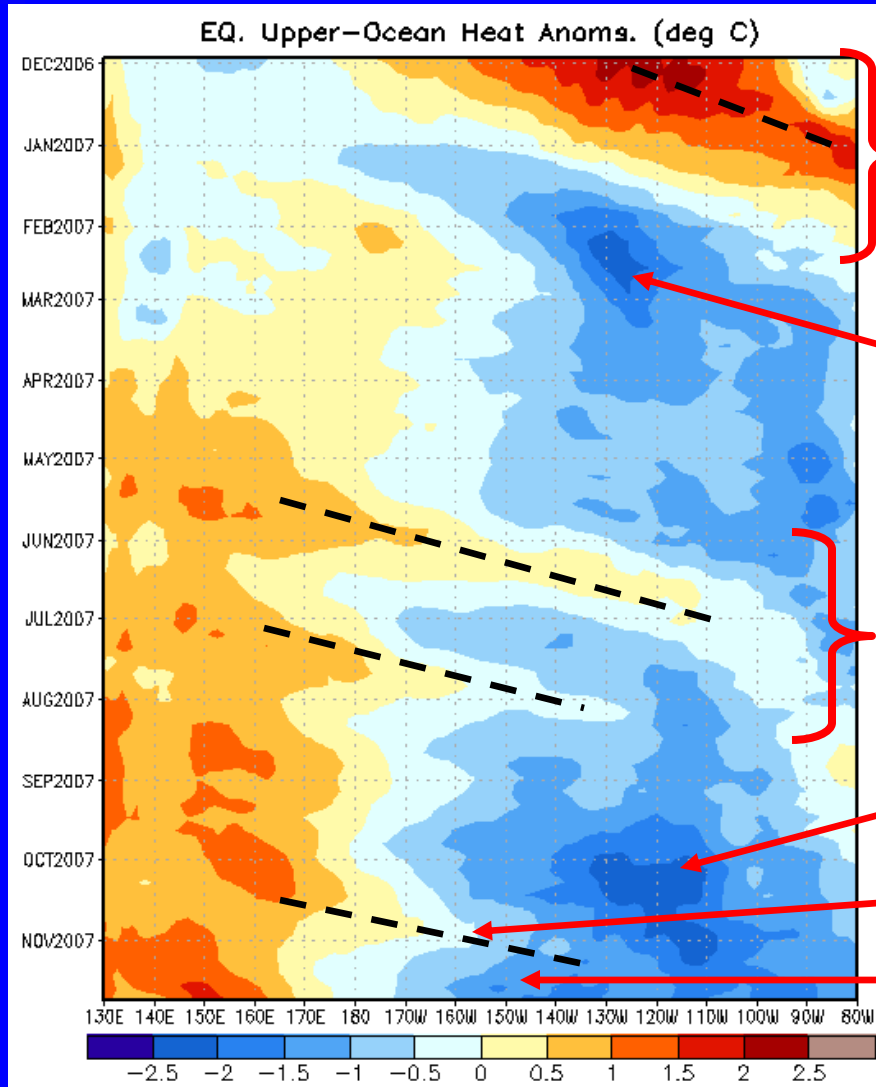 EQ. Upper-Ocean Heat Anoms. (deg C)
DEC2006
JAN2007
FEB2007
MAR2007
APR2007
MAY2007
JUN2007
JUL2007
AUG2007
SEP2007
OCT2007
NOV2007
130E 140E 150E 160E 170E 180 170W 160W 150W 140W 130W 120W 110W 100W 90W 80W
-2.5 -2 -1.5 -1 -0.5 0 0.5 1 1.5 2 2.5